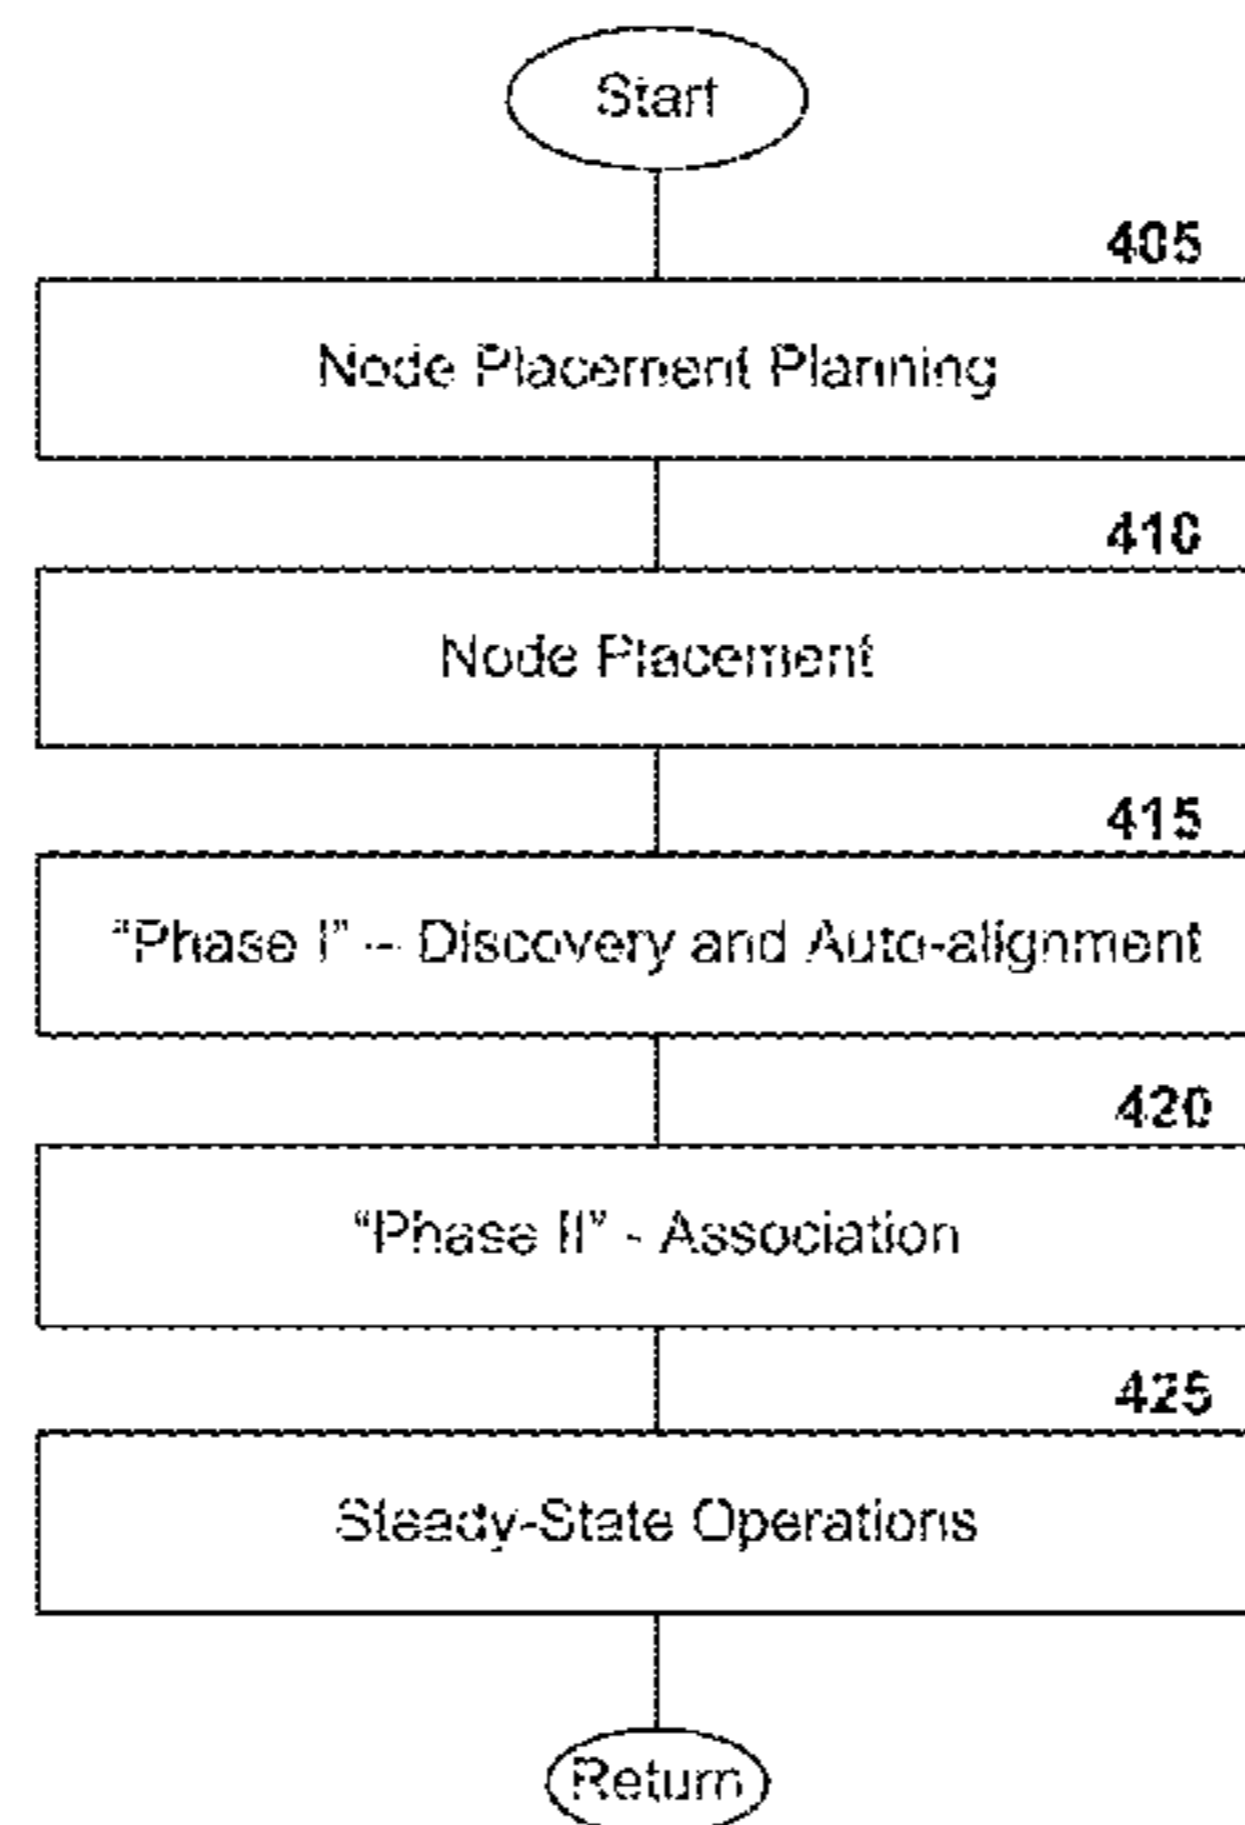 Start
405
Node Placement Planning
410
Node Placement
415
“Phase I” – Discovery and Auto-alignment
420
“Phase II” - Association
425
Steady-State Operations
Return